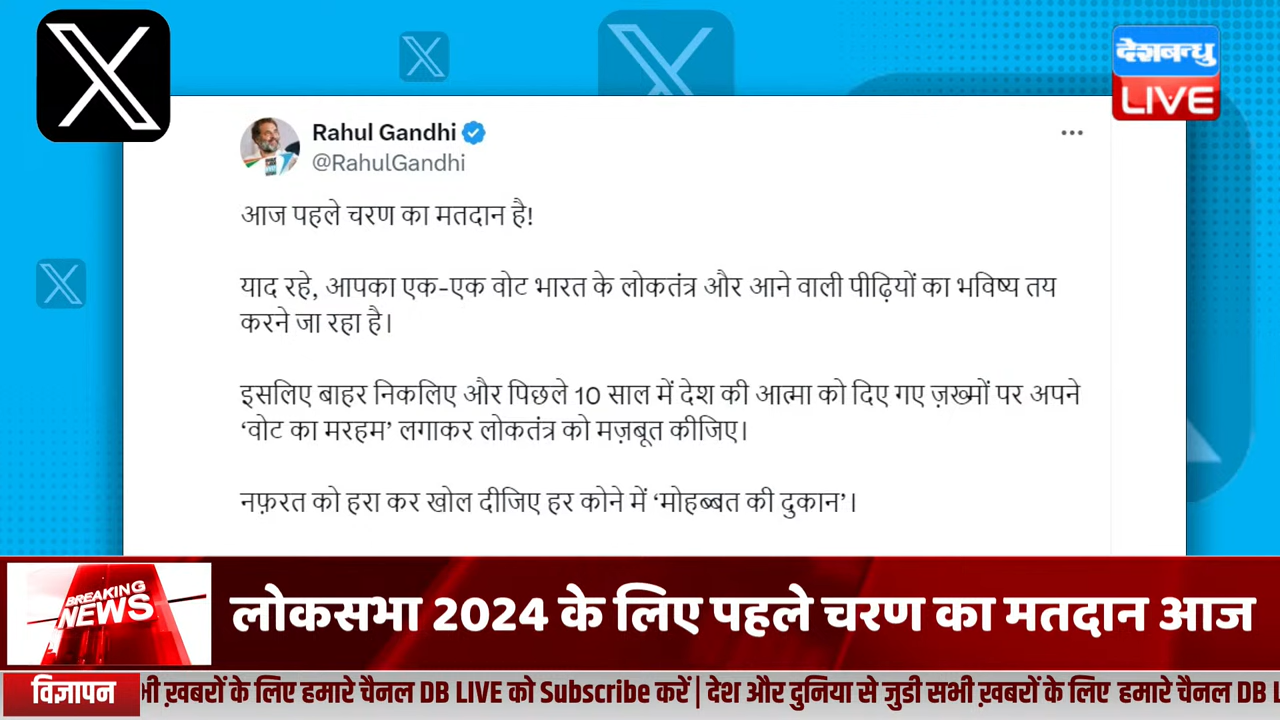 देशबन्धु
LIVE
Rahul Gandhi
@RahulGandhi
आज पहले चरण का मतदान है!
याद रहे, आपका एक-एक वोट भारत के लोकतंत्र और आने वाली पीढ़ियों का भविष्य तय
करने जा रहा है।
इसलिए बाहर निकलिए और पिछले 10 साल में देश की आत्मा को दिए गए ज़ख्मों पर अपने
‘वोट का मरहम’ लगाकर लोकतंत्र को मज़बूत कीजिए।
नफ़रत को हरा कर खोल दीजिए हर कोने में ‘मोहब्बत की दुकान’।
BREAKING
NEWS
लोकसभा 2024 के लिए पहले चरण का मतदान आज
विज्ञापन
भी ख़बरों के लिए हमारे चैनल DB LIVE को Subscribe करें | देश और दुनिया से जुडी सभी ख़बरों के लिए हमारे चैनल DB